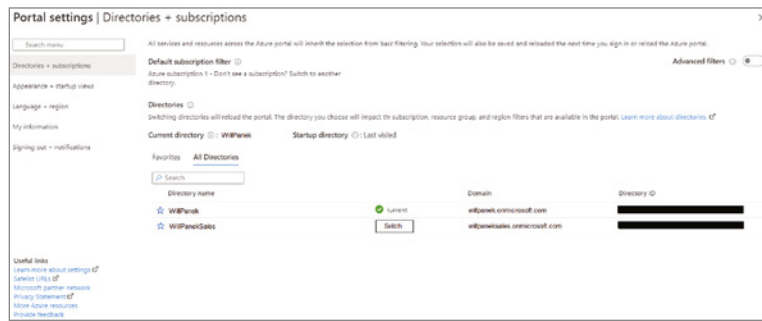 Portal settings | Directories + subscriptions
Search menu
Directories + subscriptions
Appearance + startup views
Language + region
My information
Signing out + notifications
Useful links
Learn more about settings
Safelist URLs
Microsoft partner network
Privacy Statement
More Azure resources
Provide feedback
All services and resources across the Azure portal will inherit the selection from basic filtering. Your selection will also be saved and reloaded the next time you sign in or reload the Azure portal.
Default subscription filter
Advanced filters
Azure subscription 1 - Don't see a subscription? Switch to another
directory.
Directories
Switching directories will reload the portal. The directory you choose will impact the subscription, resource group, and region filters that are available in the portal. Learn more about directories.
Current directory : WillPanek Startup directory : Last visited
Favorites All Directories
Search
Directory name Domain Directory ID
WillPanek Current willpanek.onmicrosoft.com
WillPanekSales Switch willpaneksales.onmicrosoft.com